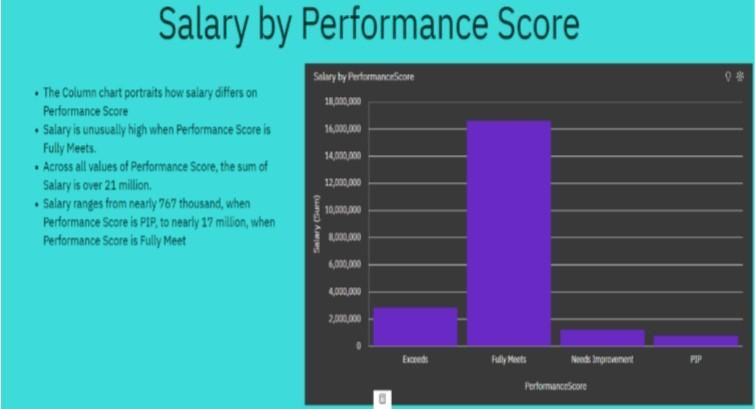 Salary by Performance Score
• The Column chart portraits how salary differs on
Performance Score
• Salary is unusually high when Performance Score is
Fully Meets.
• Across all values of Performance Score, the sum of
Salary is over 21 million.
• Salary ranges from nearly 767 thousand, when
Performance Score is PIP, to nearly 17 million, when
Performance Score is Fully Meet
Salary by PerformanceScore
Salary (Sum)
18,000,000
16,000,000
14,000,000
12,000,000
10,000,000
8,000,000
6,000,000
4,000,000
2,000,000
0
Exceeds Fully Meets Needs Improvement PIP
PerformanceScore